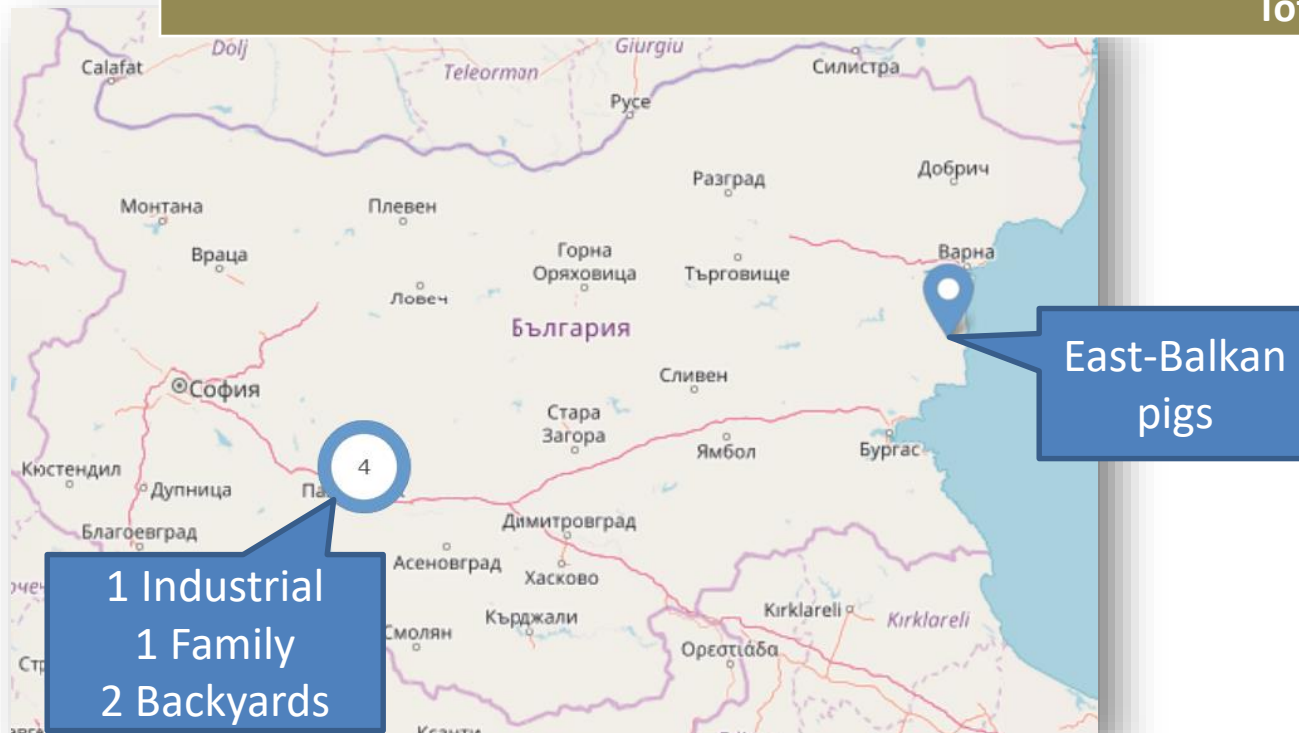 Dolj
Giurgiu
Calafat
Teleorman
Силистра
Русе
Добрич
Разград
Монтана
Плевен
Враца
Горна
Оряховица
Търговище
Варна
Ловеч
България
East-Balkan
pigs
София
Сливен
Стара
Загора
4
Ямбол
Бургас
Кюстендил
Дупница
Благоевград
Димитровград
Асеновград
Хасково
1 Industrial
1 Family
2 Backyards
Кърджали
Kırklareli
Kırklareli
Смолян
Ορεστιάδα